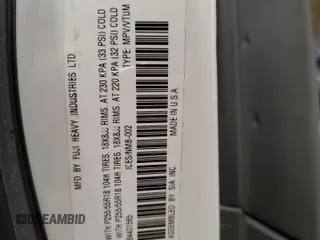 MFD BY FUJI HEAVY INDUSTRIES LTD.
WITH P255/55R18 104H TIRES, 18X8JJ RIMS, AT 230 KPA (33 PSI) COLD
WITH P255/55R18 104H TIRES, 18X8JJ RIMS, AT 220 KPA (32 PSI) COLD
ICES/NMB-002 TYPE: MPV/VTUM
ASSEMBLED BY SIA INC. MADE IN U.S.A.
DREAMBID